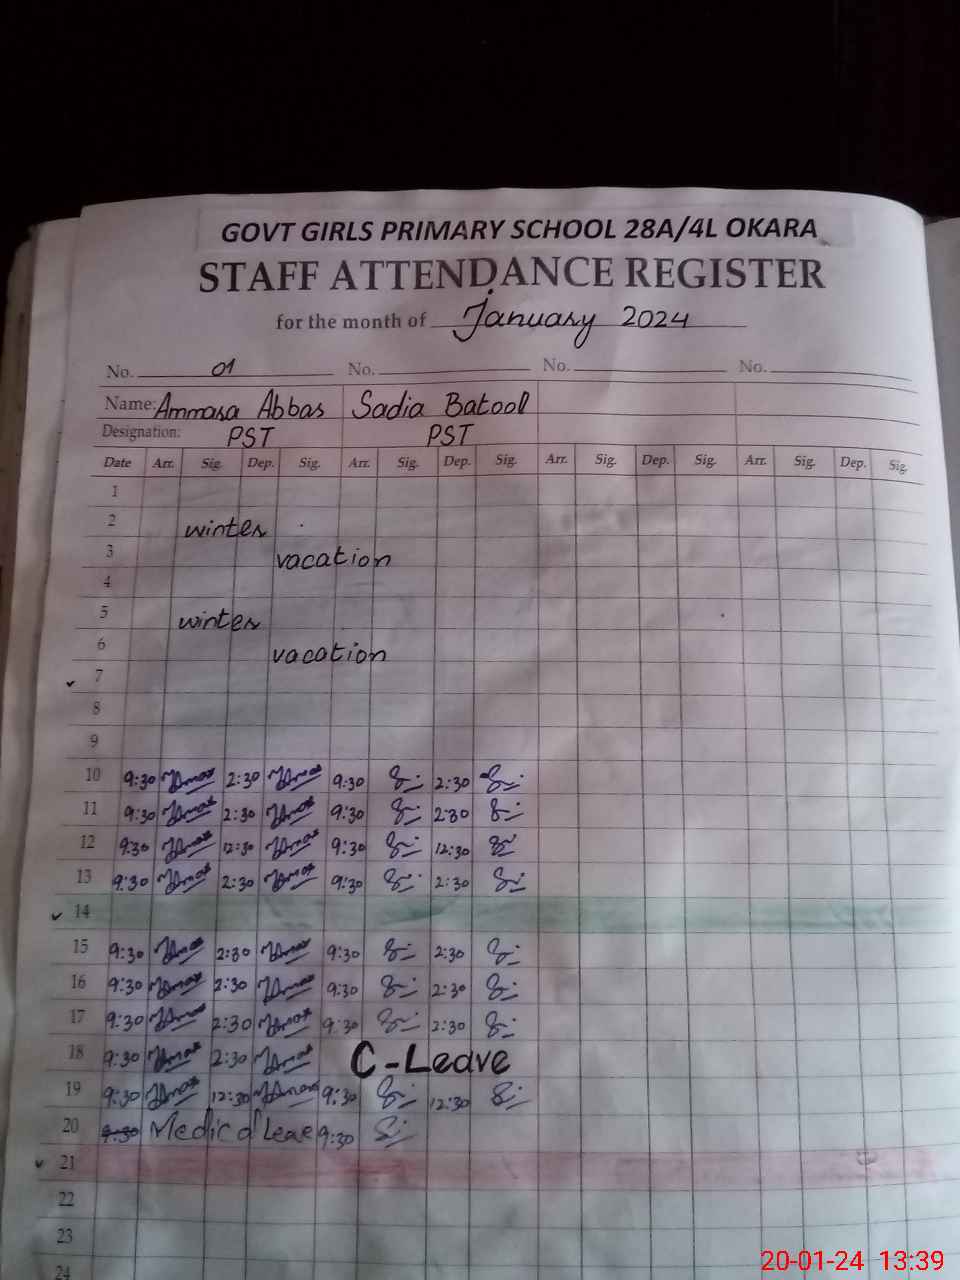 GOVT GIRLS PRIMARY SCHOOL 28A/4L OKARA
STAFF ATTENDANCE REGISTER
for the month of January 2024
No. 01 No. No. No.
Name: Ammara Abbas Sadia Batool
Designation: PST PST
Date Arr. Sig. Dep. Sig. Arr. Sig. Dep. Sig. Arr. Sig. Dep. Sig. Arr. Sig. Dep. Sig.
1
2 winter
3 vacation
4
5 winter
6 vacation
7
8
9
10 9:30 2:30 9:30 2:30
11 9:30 2:30 9:30 2:30
12 9:30 12:30 9:30 12:30
13 9:30 2:30 9:30 2:30
14
15 9:30 2:30 9:30 2:30
16 9:30 2:30 9:30 2:30
17 9:30 2:30 9:30 2:30
18 9:30 2:30 C-Leave
19 9:30 12:30 9:30 12:30
20 9:30 Medical Leave 9:30
21
22
23
24
20-01-24 13:39